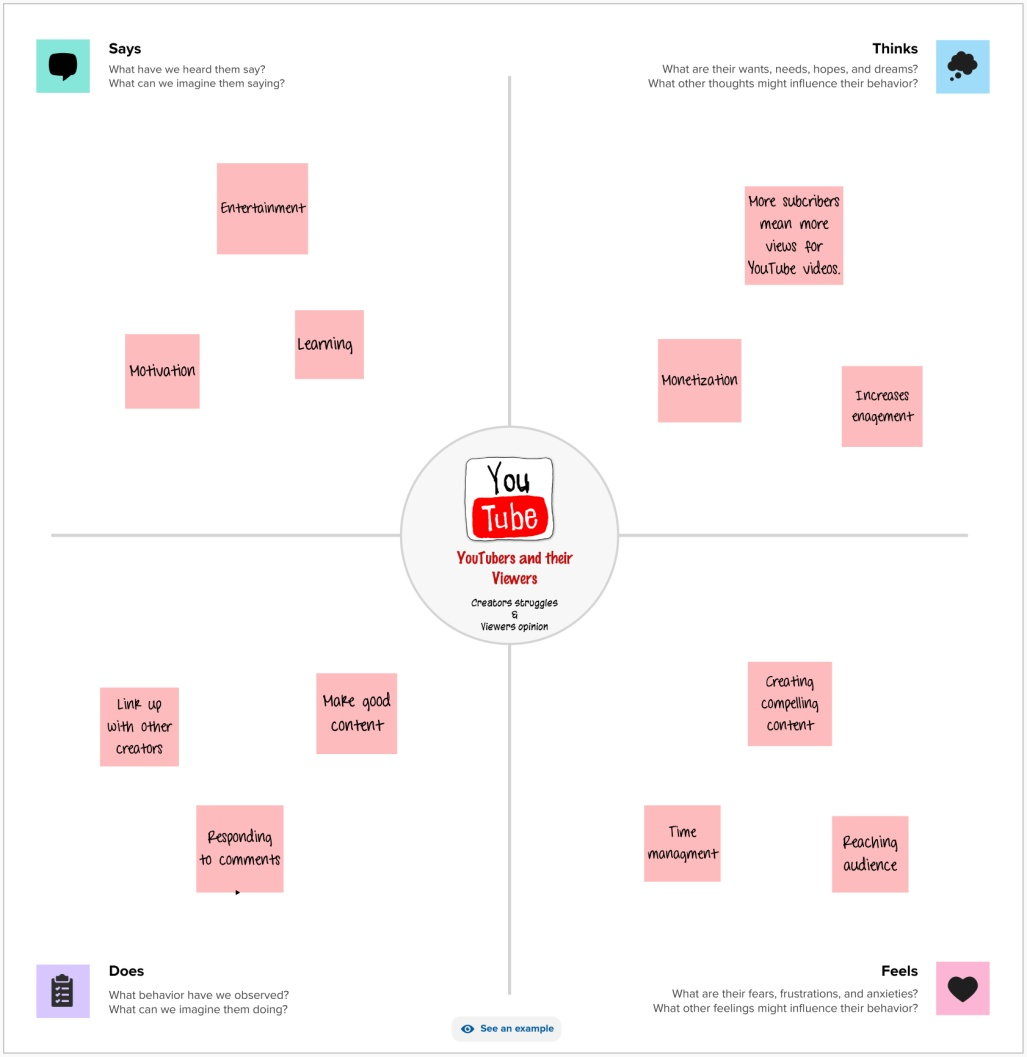 Says
What have we heard them say?
What can we imagine them saying?
Thinks
What are their wants, needs, hopes, and dreams?
What other thoughts might influence their behavior?
Entertainment
Motivation
Learning
More subcribers
mean more
views for
YouTube videos.
Monetization
Increases
enagement
You
Tube
YouTubers and their
Viewers
Creators struggles
&
Viewers opinion
Link up
with other
creators
Make good
content
Responding
to comments
Creating
compelling
content
Time
managment
Reaching
audience
Does
What behavior have we observed?
What can we imagine them doing?
Feels
What are their fears, frustrations, and anxieties?
What other feelings might influence their behavior?
See an example